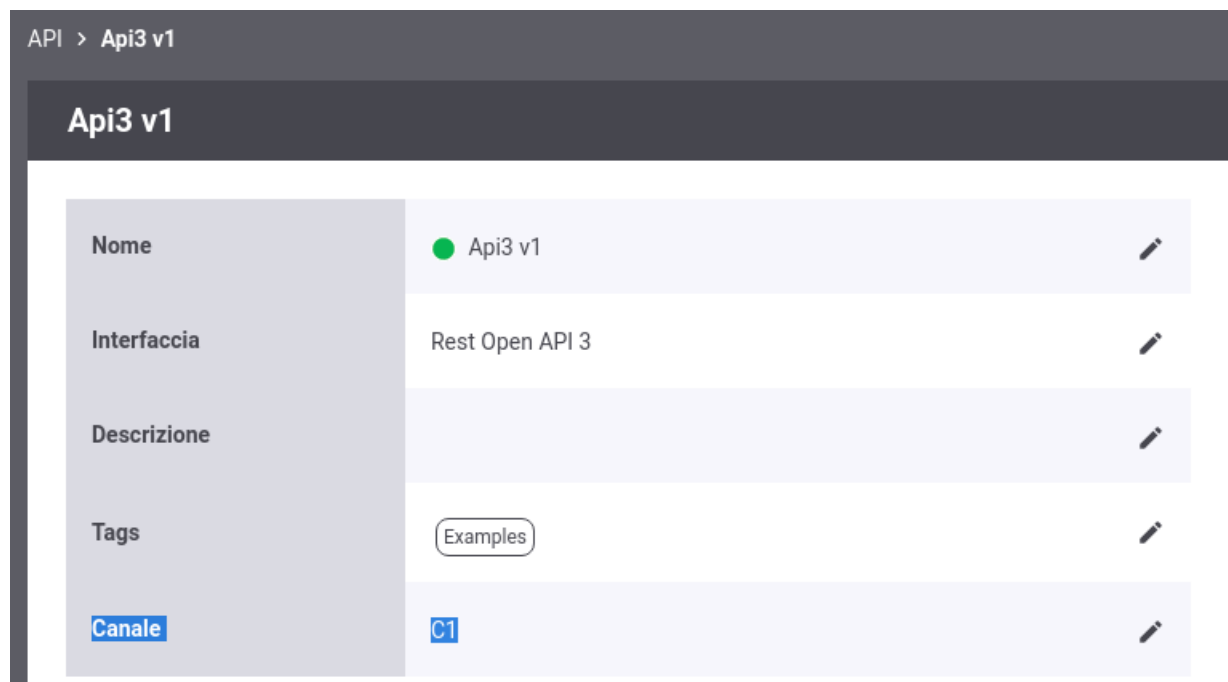 API > Api3 v1
Api3 v1
Nome Api3 v1
Interfaccia Rest Open API 3
Descrizione
Tags Examples
Canale C1